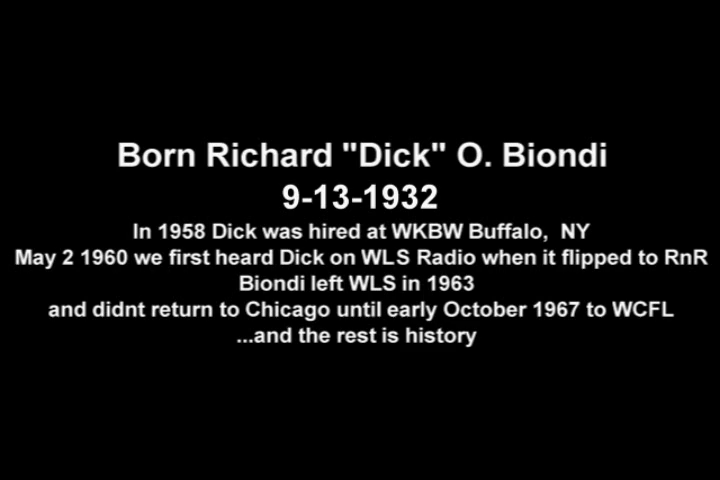 Born Richard "Dick" O. Biondi
9-13-1932
In 1958 Dick was hired at WKBW Buffalo, NY
May 2 1960 we first heard Dick on WLS Radio when it flipped to RnR
Biondi left WLS in 1963
and didnt return to Chicago until early October 1967 to WCFL
...and the rest is history